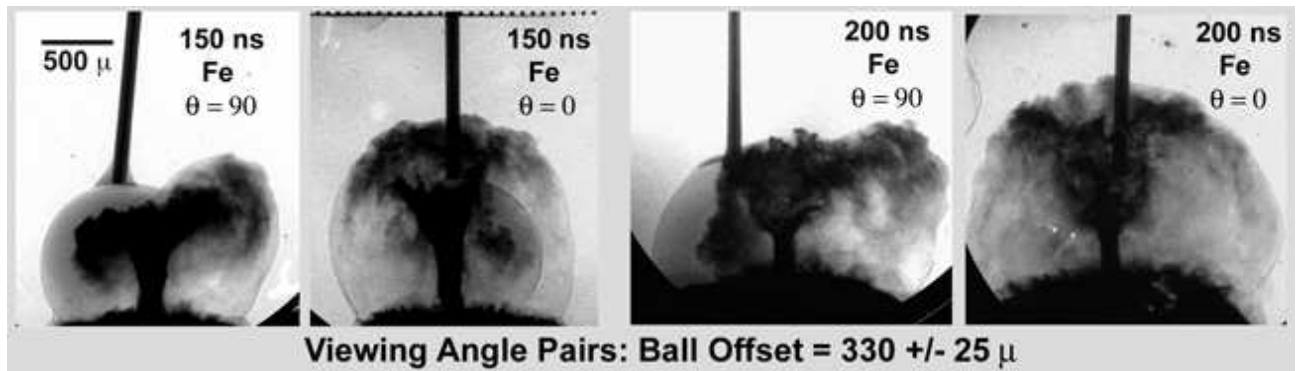 500 μ
150 ns
Fe
θ = 90
150 ns
Fe
θ = 0
200 ns
Fe
θ = 90
200 ns
Fe
θ = 0
Viewing Angle Pairs: Ball Offset = 330 +/- 25 μ